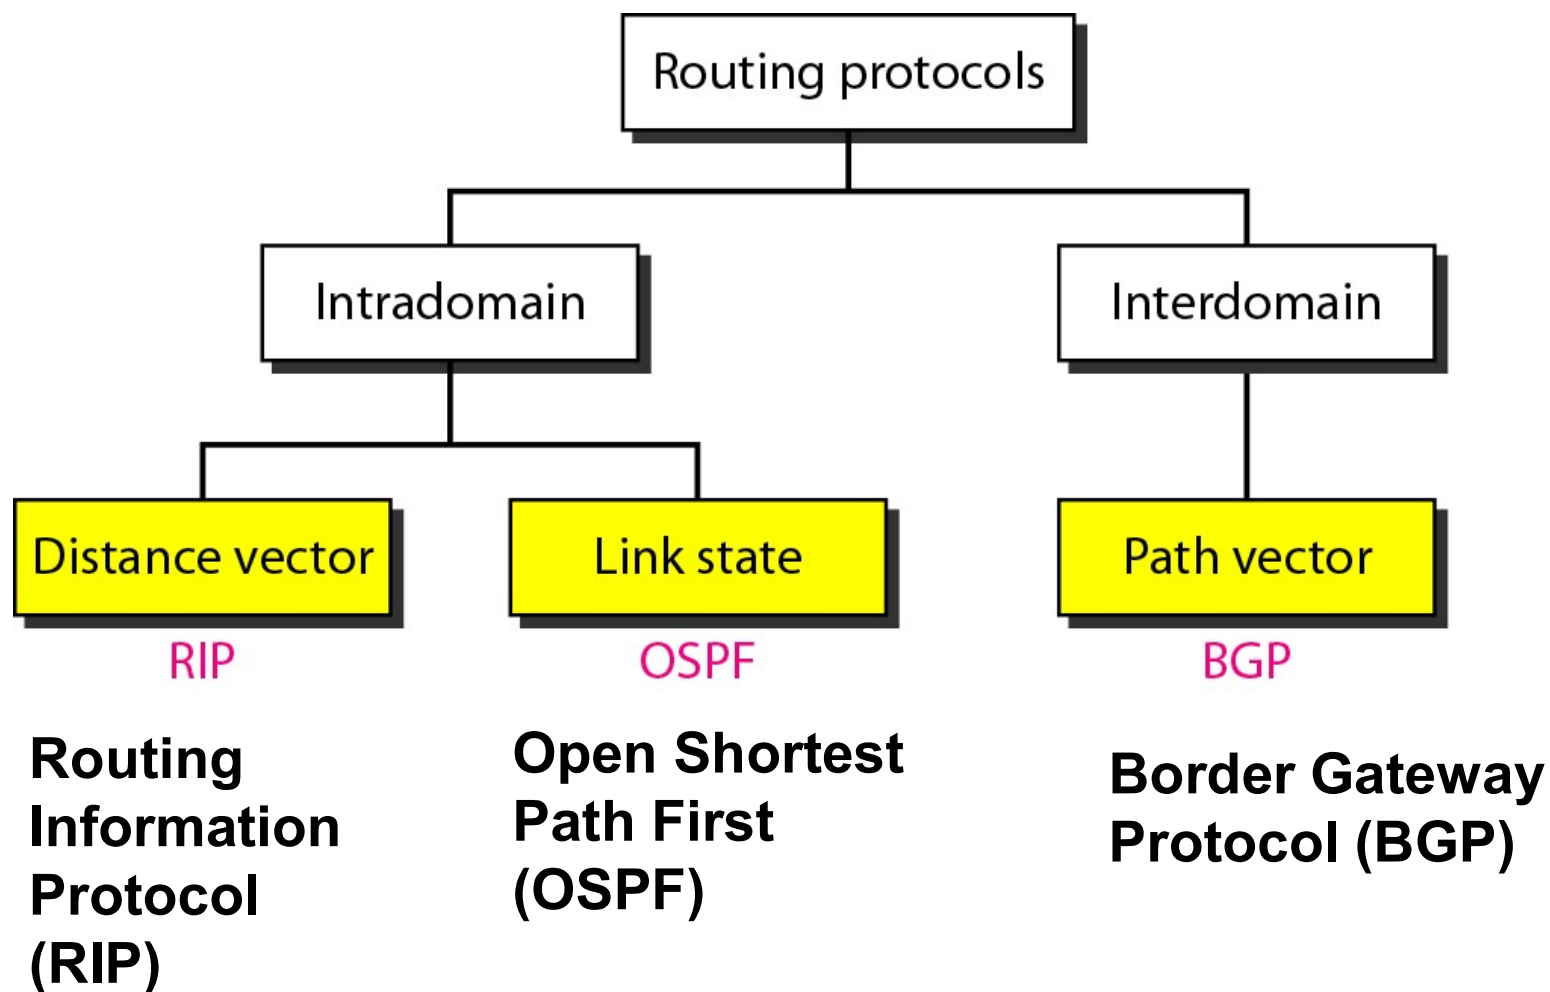 Routing protocols
Intradomain
Interdomain
Distance vector
Link state
Path vector
RIP
OSPF
BGP
Routing
Information
Protocol
(RIP)
Open Shortest
Path First
(OSPF)
Border Gateway
Protocol (BGP)